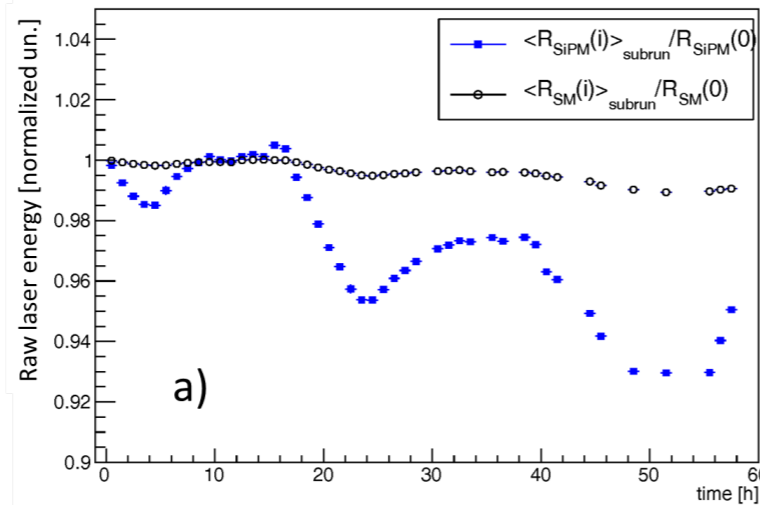 Raw laser energy [normalized un.]
1.04
1.02
1
0.98
0.96
0.94
0.92
0.9
<R_SiPM(i)>_subrun/R_SiPM(0)
<R_SM(i)>_subrun/R_SM(0)
a)
0 10 20 30 40 50 60
time [h]